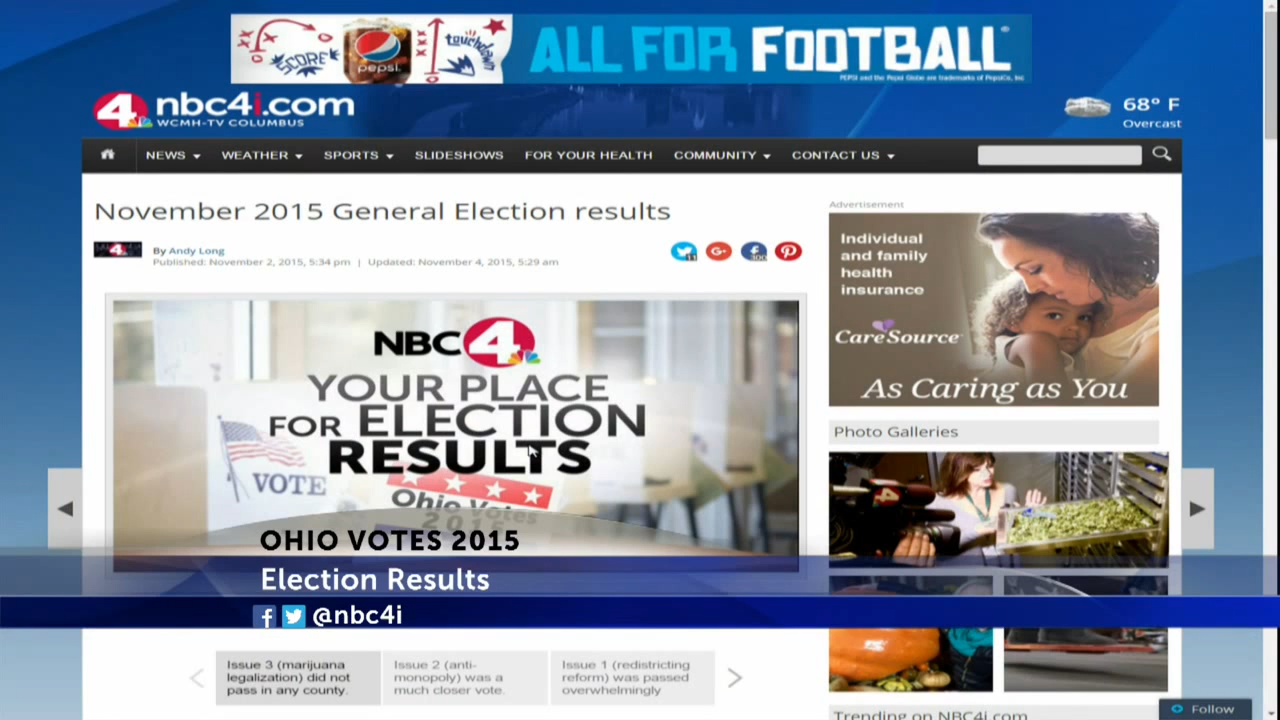 SCORE
pepsi
touchdown
ALL FOR FOOTBALL
PEPSI and the Pepsi Globe are trademarks of PepsiCo, Inc
4 nbc4i.com
WCMH-TV COLUMBUS
68° F
Overcast
NEWS
WEATHER
SPORTS
SLIDESHOWS
FOR YOUR HEALTH
COMMUNITY
CONTACT US
November 2015 General Election results
4
By Andy Long
Published: November 2, 2015, 5:34 pm | Updated: November 4, 2015, 5:29 am
11
G+
300
NBC 4
YOUR PLACE
FOR ELECTION
RESULTS
VOTE
Ohio Votes
2015
Advertisement
Individual
and family
health
insurance
CareSource
As Caring as You
Photo Galleries
4
OHIO VOTES 2015
Election Results
@nbc4i
Issue 3 (marijuana
legalization) did not
pass in any county.
Issue 2 (anti-
monopoly) was a
much closer vote.
Issue 1 (redistricting
reform) was passed
overwhelmingly
Trending on NBC4i.com
Follow